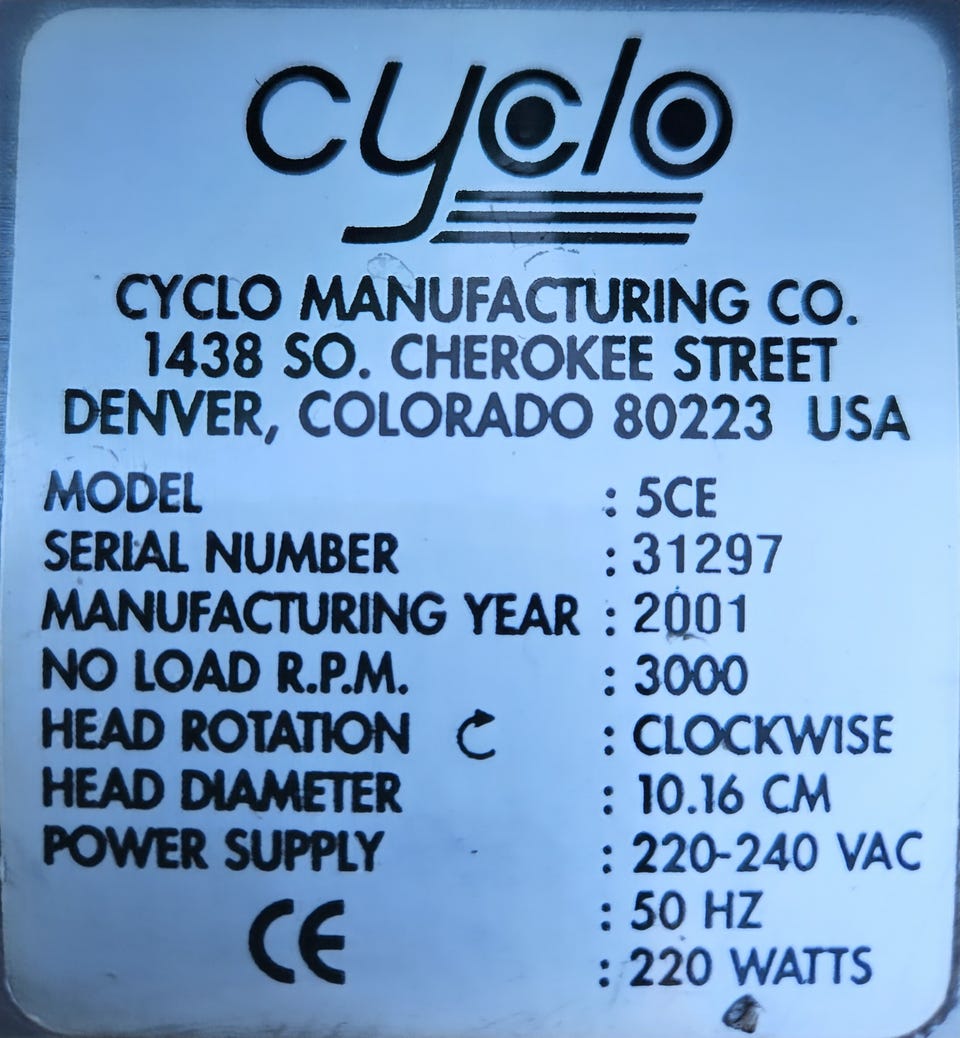 cyclo
CYCLO MANUFACTURING CO.
1438 SO. CHEROKEE STREET
DENVER, COLORADO 80223 USA
MODEL : 5CE
SERIAL NUMBER : 31297
MANUFACTURING YEAR : 2001
NO LOAD R.P.M. : 3000
HEAD ROTATION : CLOCKWISE
HEAD DIAMETER : 10.16 CM
POWER SUPPLY : 220-240 VAC
: 50 HZ
CE : 220 WATTS